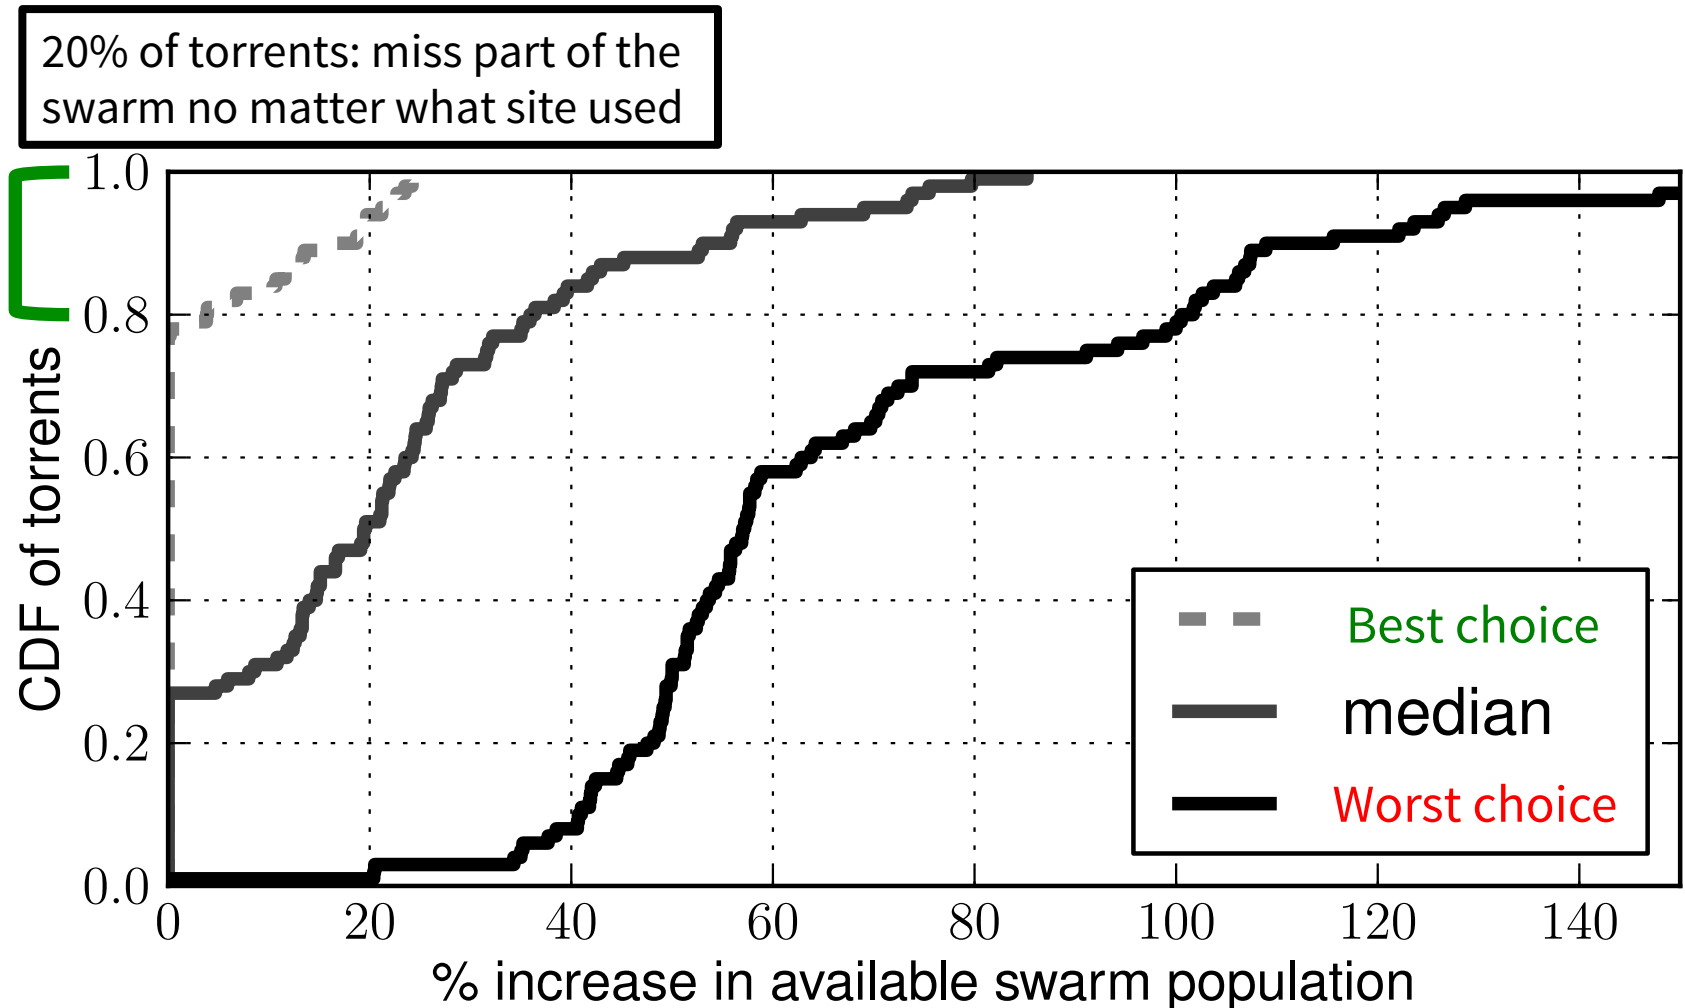 20% of torrents: miss part of the
swarm no matter what site used
1.0
0.8
0.6
0.4
0.2
0.0
CDF of torrents
Best choice
median
Worst choice
0 20 40 60 80 100 120 140
% increase in available swarm population